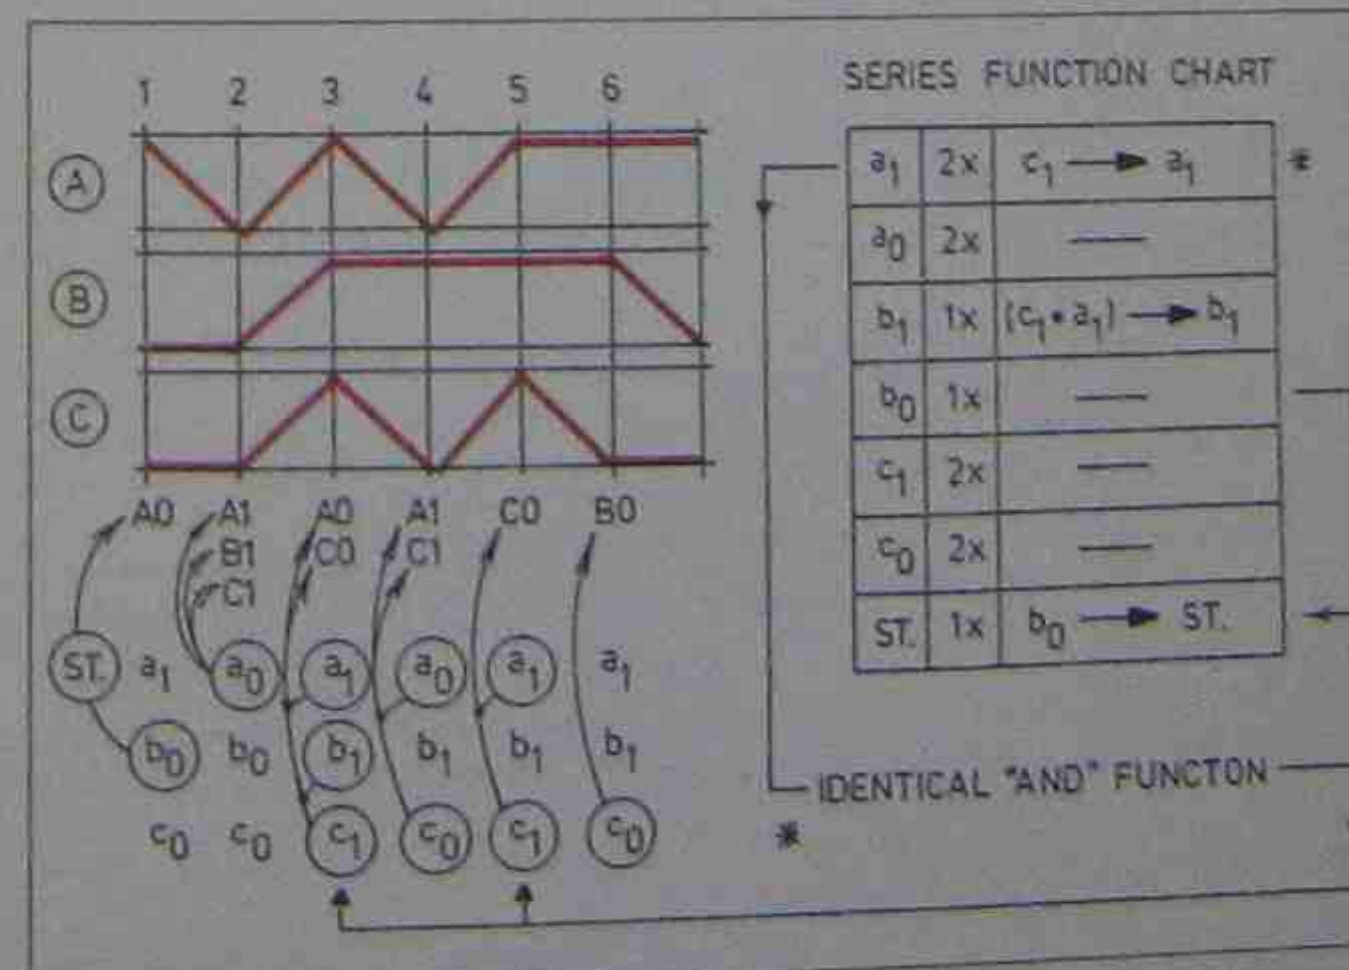 1 2 3 4 5 6
A
B
C
A0 A1 A0 A1 C0 B0
B1 C0 C1
C1
ST. a₁ a₀ a₁ a₀ a₁ a₁
b₀ b₀ b₁ b₁ b₁ b₁
c₀ c₀ c₁ c₀ c₁ c₀
SERIES FUNCTION CHART
a₁ 2x c₁ → a₁ *
a₀ 2x —
b₁ 1x (c₁ • a₁) → b₁
b₀ 1x —
c₁ 2x —
c₀ 2x —
ST. 1x b₀ → ST.
IDENTICAL "AND" FUNCTON
*